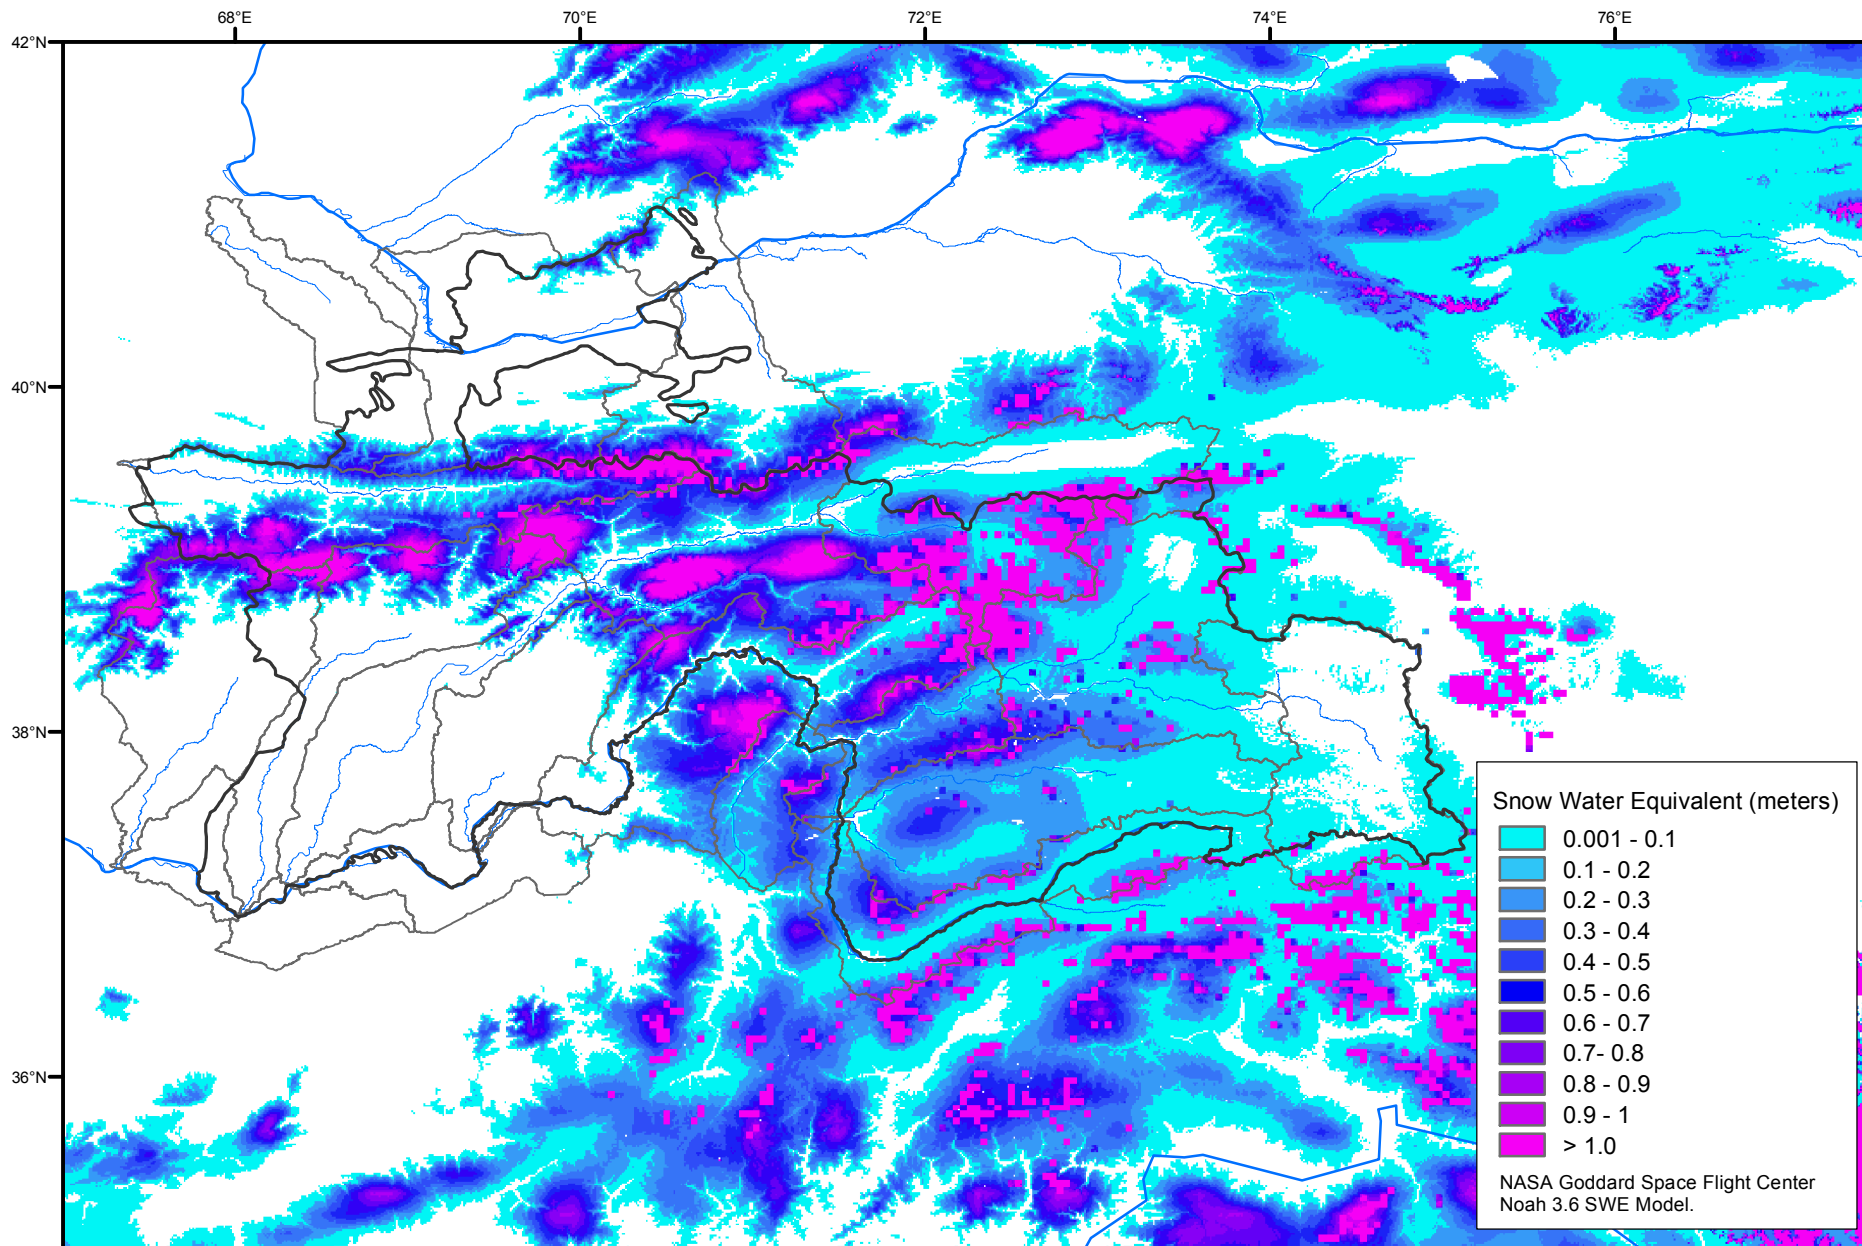 68°E
70°E
72°E
74°E
76°E
42°N
40°N
38°N
36°N
Snow Water Equivalent (meters)
0.001 - 0.1
0.1 - 0.2
0.2 - 0.3
0.3 - 0.4
0.4 - 0.5
0.5 - 0.6
0.6 - 0.7
0.7- 0.8
0.8 - 0.9
0.9 - 1
> 1.0
NASA Goddard Space Flight Center
Noah 3.6 SWE Model.